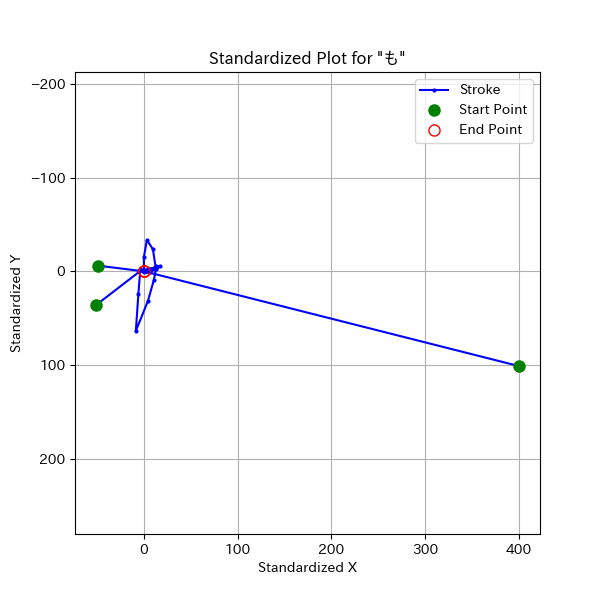 Standardized Plot for "も"
Stroke
Start Point
End Point
−200
−100
0
100
200
Standardized Y
0 100 200 300 400
Standardized X